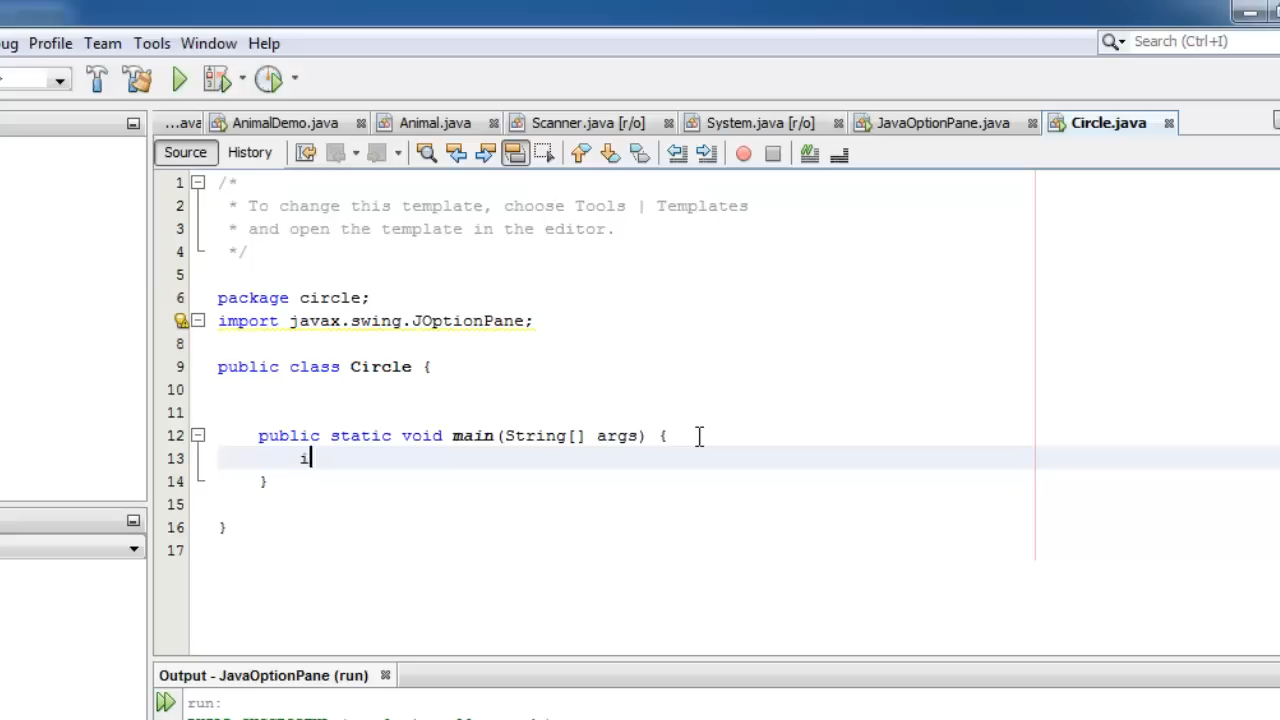 ug Profile Team Tools Window Help
Search (Ctrl+I)
...ava AnimalDemo.java Animal.java Scanner.java [r/o] System.java [r/o] JavaOptionPane.java Circle.java
Source History
1 /*
2 * To change this template, choose Tools | Templates
3 * and open the template in the editor.
4 */
5
6 package circle;
7 import javax.swing.JOptionPane;
8
9 public class Circle {
10
11
12 public static void main(String[] args) {
13 i
14 }
15
16 }
17
Output - JavaOptionPane (run)
run: